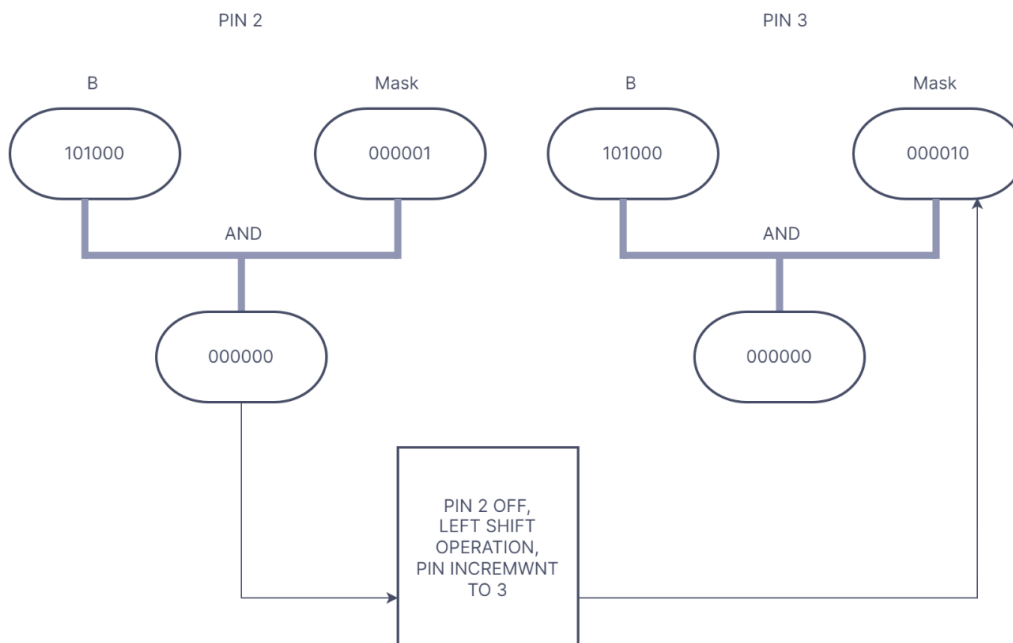 PIN 2
PIN 3
B
Mask
B
Mask
101000
000001
101000
000010
AND
AND
000000
000000
PIN 2 OFF,
LEFT SHIFT
OPERATION,
PIN INCREMWNT
TO 3